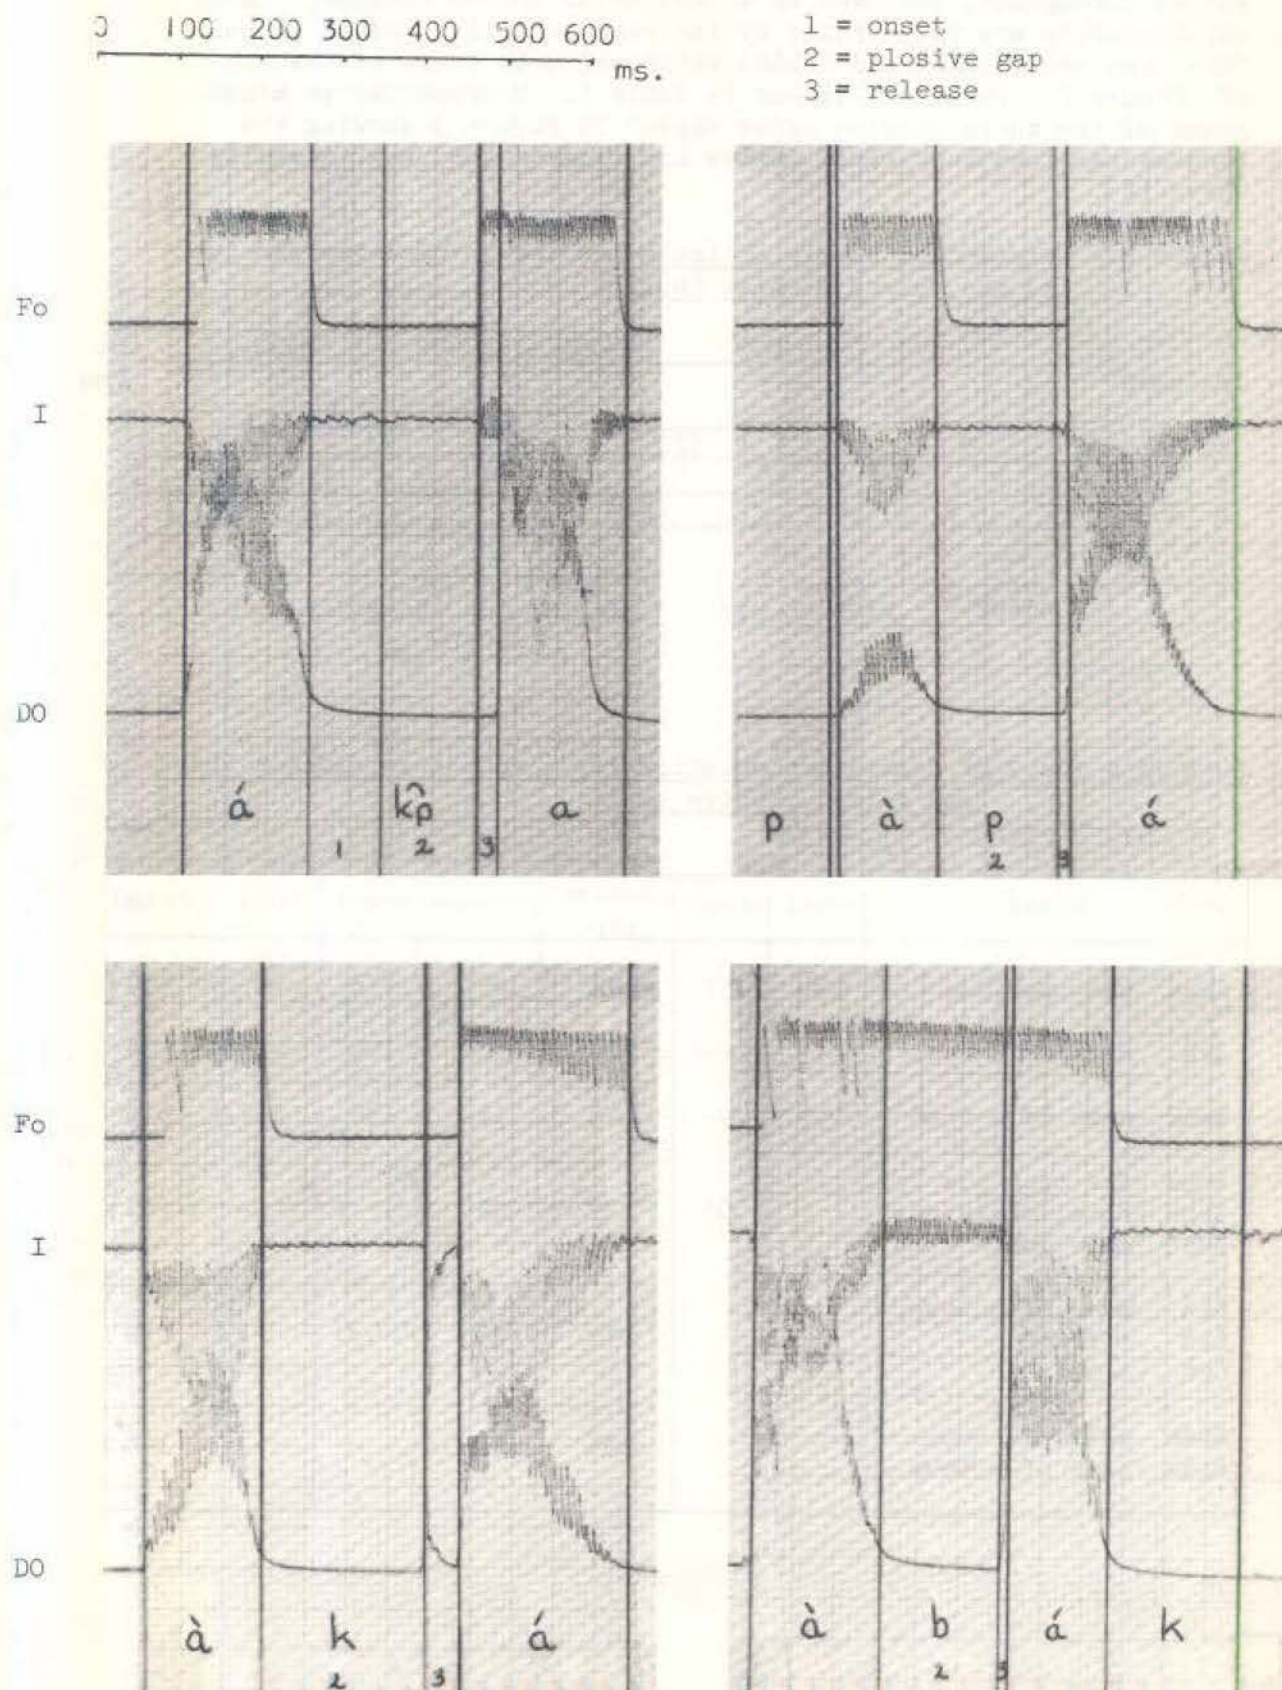 0 100 200 300 400 500 600
ms.
1 = onset
2 = plosive gap
3 = release
Fo
I
DO
á k͡p a
1 2 3
p à p á
2 3
Fo
I
DO
à k á
2 3
à b á k
2 3